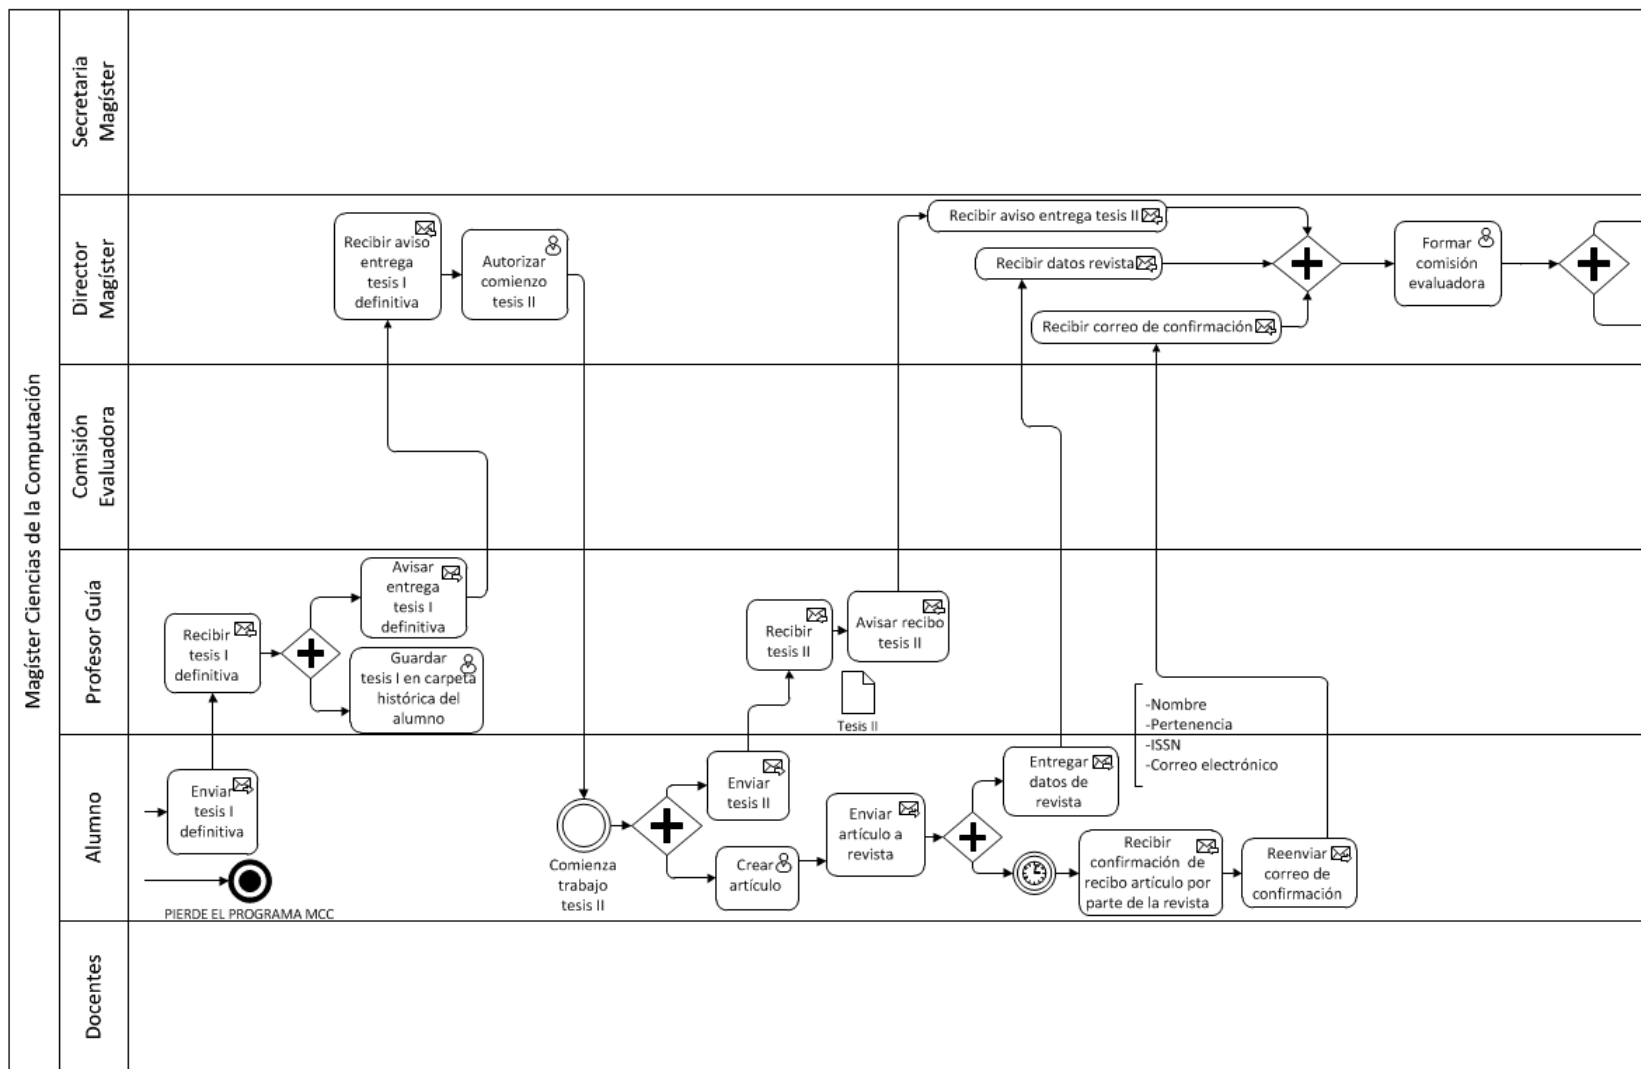 Magíster Ciencias de la Computación
Secretaria
Magíster
Director
Magíster
Recibir aviso
entrega
tesis I
definitiva
Autorizar
comienzo
tesis II
Recibir aviso entrega tesis II
Recibir datos revista
Recibir correo de confirmación
Formar
comisión
evaluadora
Comisión
Evaluadora
Profesor Guía
Recibir
tesis I
definitiva
Avisar
entrega
tesis I
definitiva
Guardar
tesis I en carpeta
histórica del
alumno
Recibir
tesis II
Avisar recibo
tesis II
Tesis II
-Nombre
-Pertenencia
-ISSN
-Correo electrónico
Alumno
Enviar
tesis I
definitiva
PIERDE EL PROGRAMA MCC
Comienza
trabajo
tesis II
Enviar
tesis II
Crear
artículo
Enviar
artículo a
revista
Entregar
datos de
revista
Recibir
confirmación de
recibo artículo por
parte de la revista
Reenviar
correo de
confirmación
Docentes